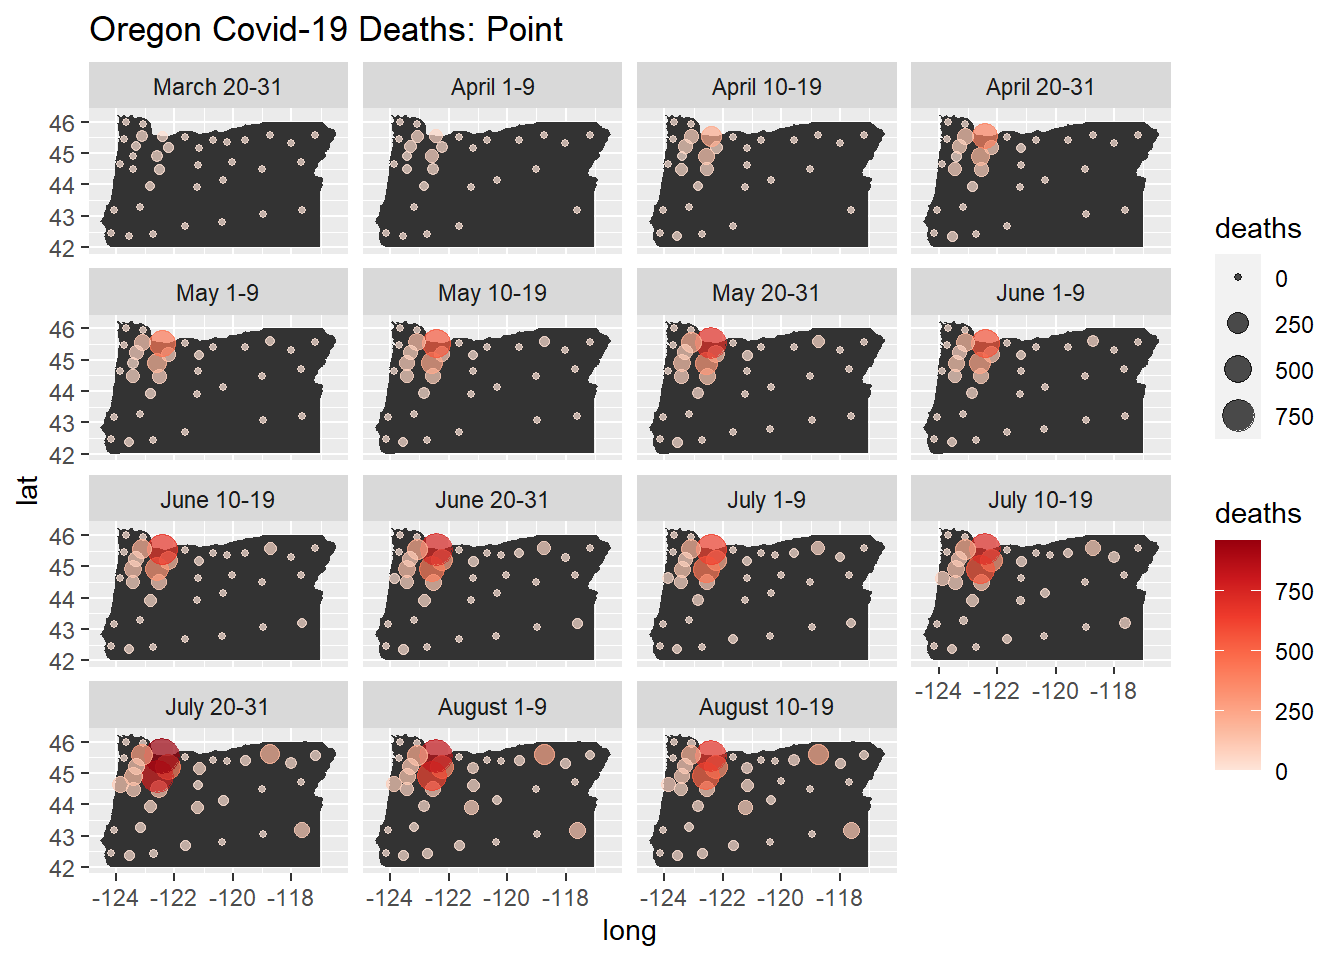 Oregon Covid-19 Deaths: Point
March 20-31
April 1-9
April 10-19
April 20-31
46
45
44
43
42
May 1-9
May 10-19
May 20-31
June 1-9
46
45
44
43
42
June 10-19
June 20-31
July 1-9
July 10-19
46
45
44
43
42
-124 -122 -120 -118
July 20-31
August 1-9
August 10-19
46
45
44
43
42
-124 -122 -120 -118
-124 -122 -120 -118
-124 -122 -120 -118
long
lat
deaths
0
250
500
750
deaths
750
500
250
0